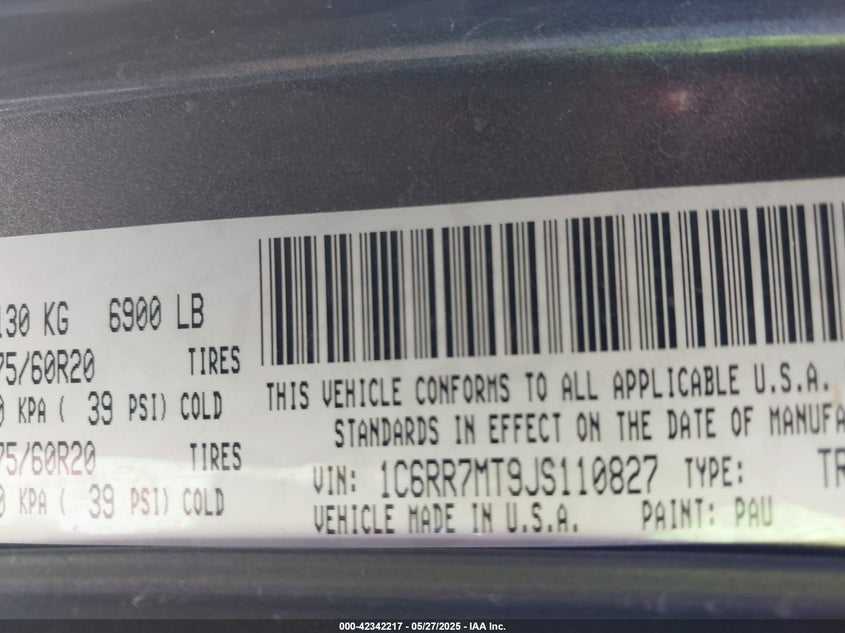 130 KG 6900 LB
75/60R20 TIRES
0 KPA ( 39 PSI) COLD
75/60R20 TIRES
0 KPA ( 39 PSI) COLD
THIS VEHICLE CONFORMS TO ALL APPLICABLE U.S.A.
STANDARDS IN EFFECT ON THE DATE OF MANUFA
VIN: 1C6RR7MT9JS110827 TYPE: TR
VEHICLE MADE IN U.S.A. PAINT: PAU
000-42342217 - 05/27/2025 - IAA Inc.